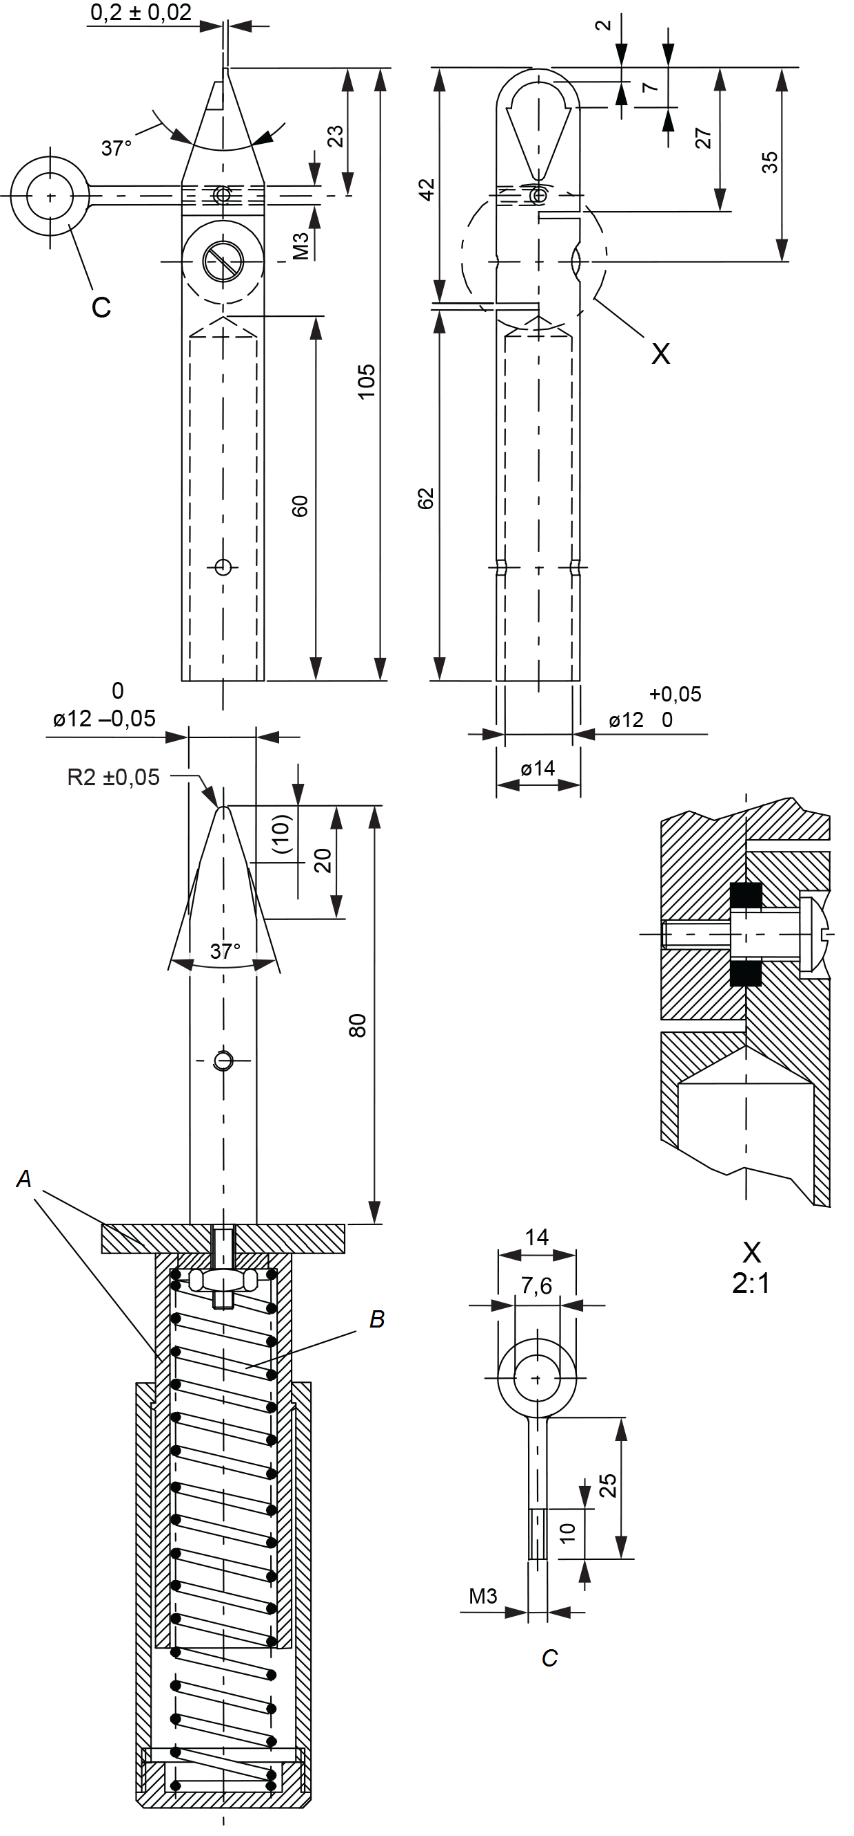 0,2 ± 0,02
2
7
23
27
35
37°
M3
42
C
X
105
60
62
0
ø12 –0,05
+0,05
ø12 0
R2 ±0,05
ø14
(10)
20
37°
80
A
14
X
2:1
7,6
B
25
10
M3
C